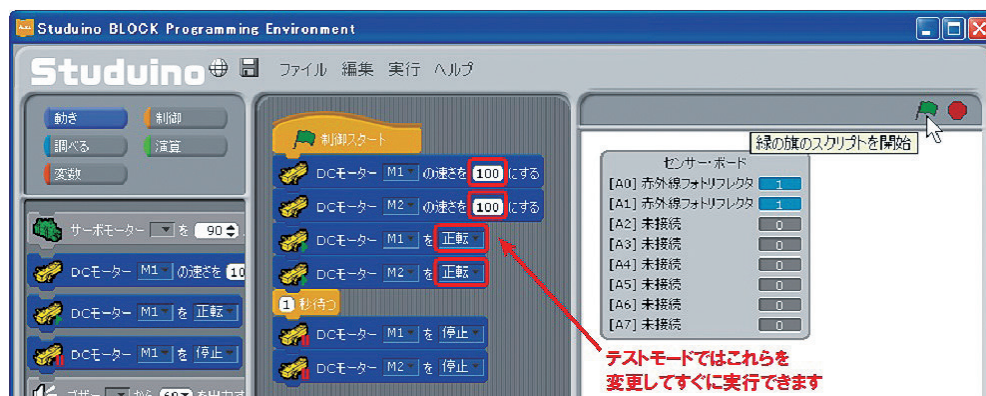 Studuino BLOCK Programming Environment
Studuino ファイル 編集 実行 ヘルプ
動き 制御
調べる 演算
変数
サーボモーター を 90
DCモーター M1 の速さを 10
DCモーター M1 を 正転
DCモーター M1 を 停止
制御スタート
DCモーター M1 の速さを 100 にする
DCモーター M2 の速さを 100 にする
DCモーター M1 を 正転
DCモーター M2 を 正転
1 秒待つ
DCモーター M1 を 停止
DCモーター M2 を 停止
緑の旗のスクリプトを開始
センサー・ボード
[A0] 赤外線フォトリフレクタ 1
[A1] 赤外線フォトリフレクタ 1
[A2] 未接続 0
[A3] 未接続 0
[A4] 未接続 0
[A5] 未接続 0
[A6] 未接続 0
[A7] 未接続 0
テストモードではこれらを
変更してすぐに実行できます